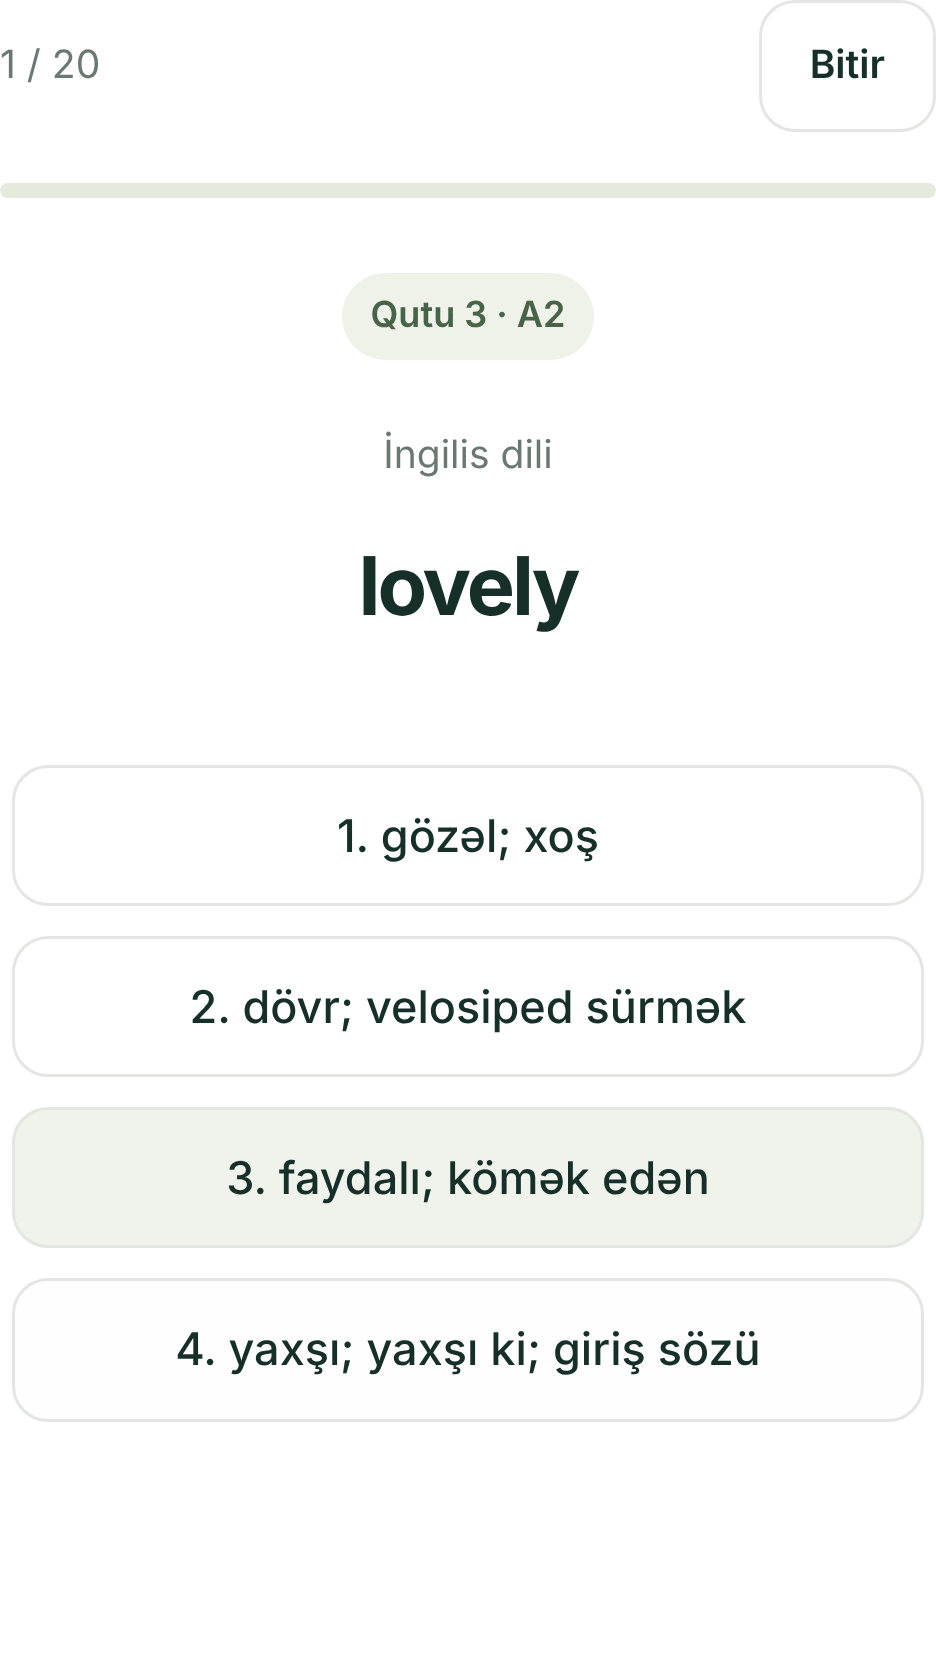 1 / 20
Bitir
Qutu 3 · A2
İngilis dili
lovely
1. gözəl; xoş
2. dövr; velosiped sürmək
3. faydalı; kömək edən
4. yaxşı; yaxşı ki; giriş sözü